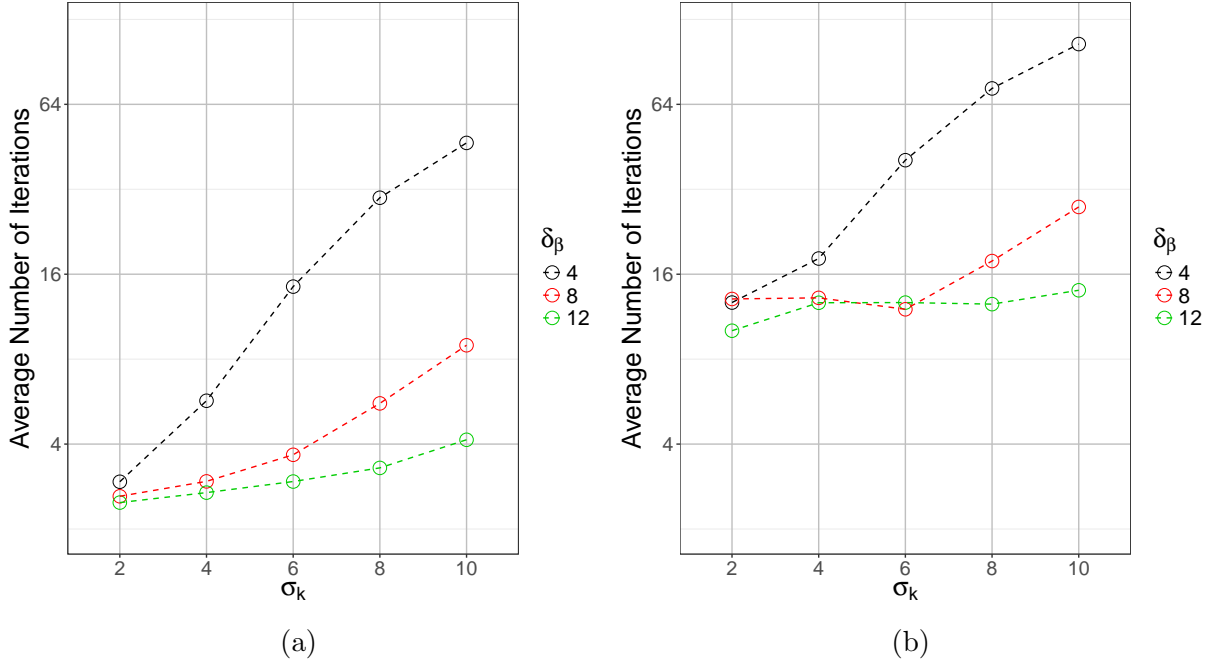 Average Number of Iterations
64
16
4
2 4 6 8 10
σk
δβ
4
8
12
(a)
Average Number of Iterations
64
16
4
2 4 6 8 10
σk
δβ
4
8
12
(b)